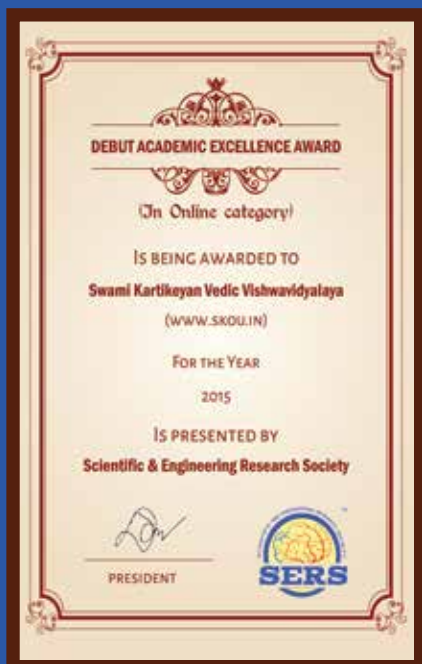 DEBUT ACADEMIC EXCELLENCE AWARD
(In Online category)
IS BEING AWARDED TO
Swami Kartikeyan Vedic Vishwavidyalaya
(WWW.SKOU.IN)
FOR THE YEAR
2015
IS PRESENTED BY
Scientific & Engineering Research Society
PRESIDENT
SERS